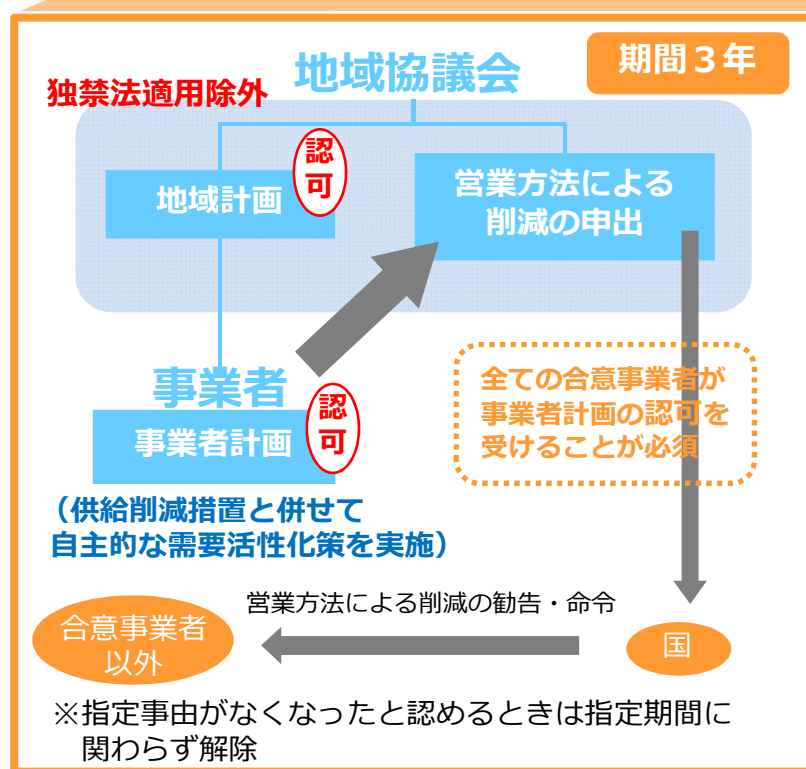 地域協議会
期間３年
独禁法適用除外
認
可
地域計画
営業方法による
削減の申出
事業者
認
可
事業者計画
全ての合意事業者が
事業者計画の認可を
受けることが必須
（供給削減措置と併せて
自主的な需要活性化策を実施）
営業方法による削減の勧告・命令
合意事業者
以外
国
※指定事由がなくなったと認めるときは指定期間に
関わらず解除